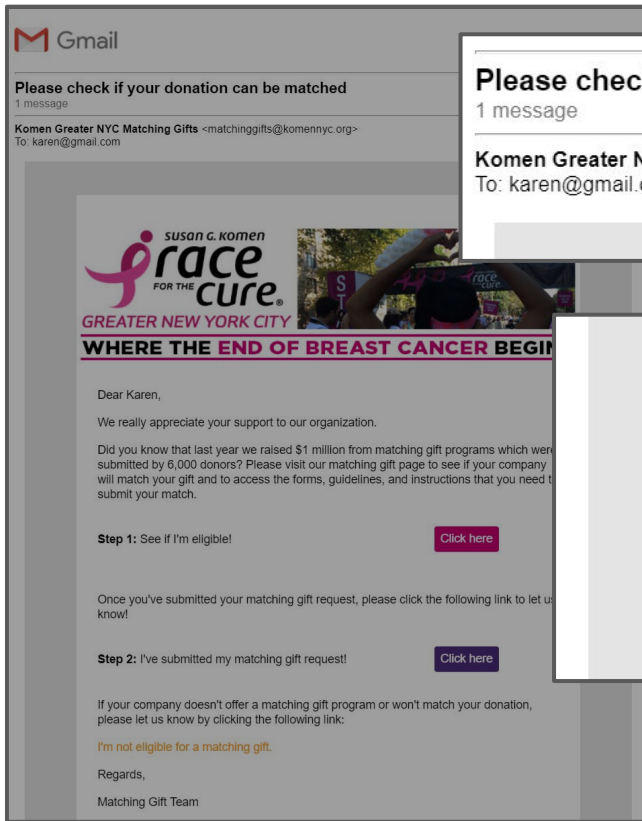 Gmail
Please check if your donation can be matched
1 message
Komen Greater NYC Matching Gifts <matchinggifts@komennyc.org>
To: karen@gmail.com
Please chec
1 message
Komen Greater N
To: karen@gmail.
SUSAN G. KOMEN
race
FOR THE cure®
GREATER NEW YORK CITY
race
WHERE THE END OF BREAST CANCER BEGIN
Dear Karen,
We really appreciate your support to our organization.
Did you know that last year we raised $1 million from matching gift programs which were
submitted by 6,000 donors? Please visit our matching gift page to see if your company
will match your gift and to access the forms, guidelines, and instructions that you need t
submit your match.
Step 1: See if I'm eligible!
Click here
Once you've submitted your matching gift request, please click the following link to let us
know!
Step 2: I've submitted my matching gift request!
Click here
If your company doesn't offer a matching gift program or won't match your donation,
please let us know by clicking the following link:
I'm not eligible for a matching gift.
Regards,
Matching Gift Team